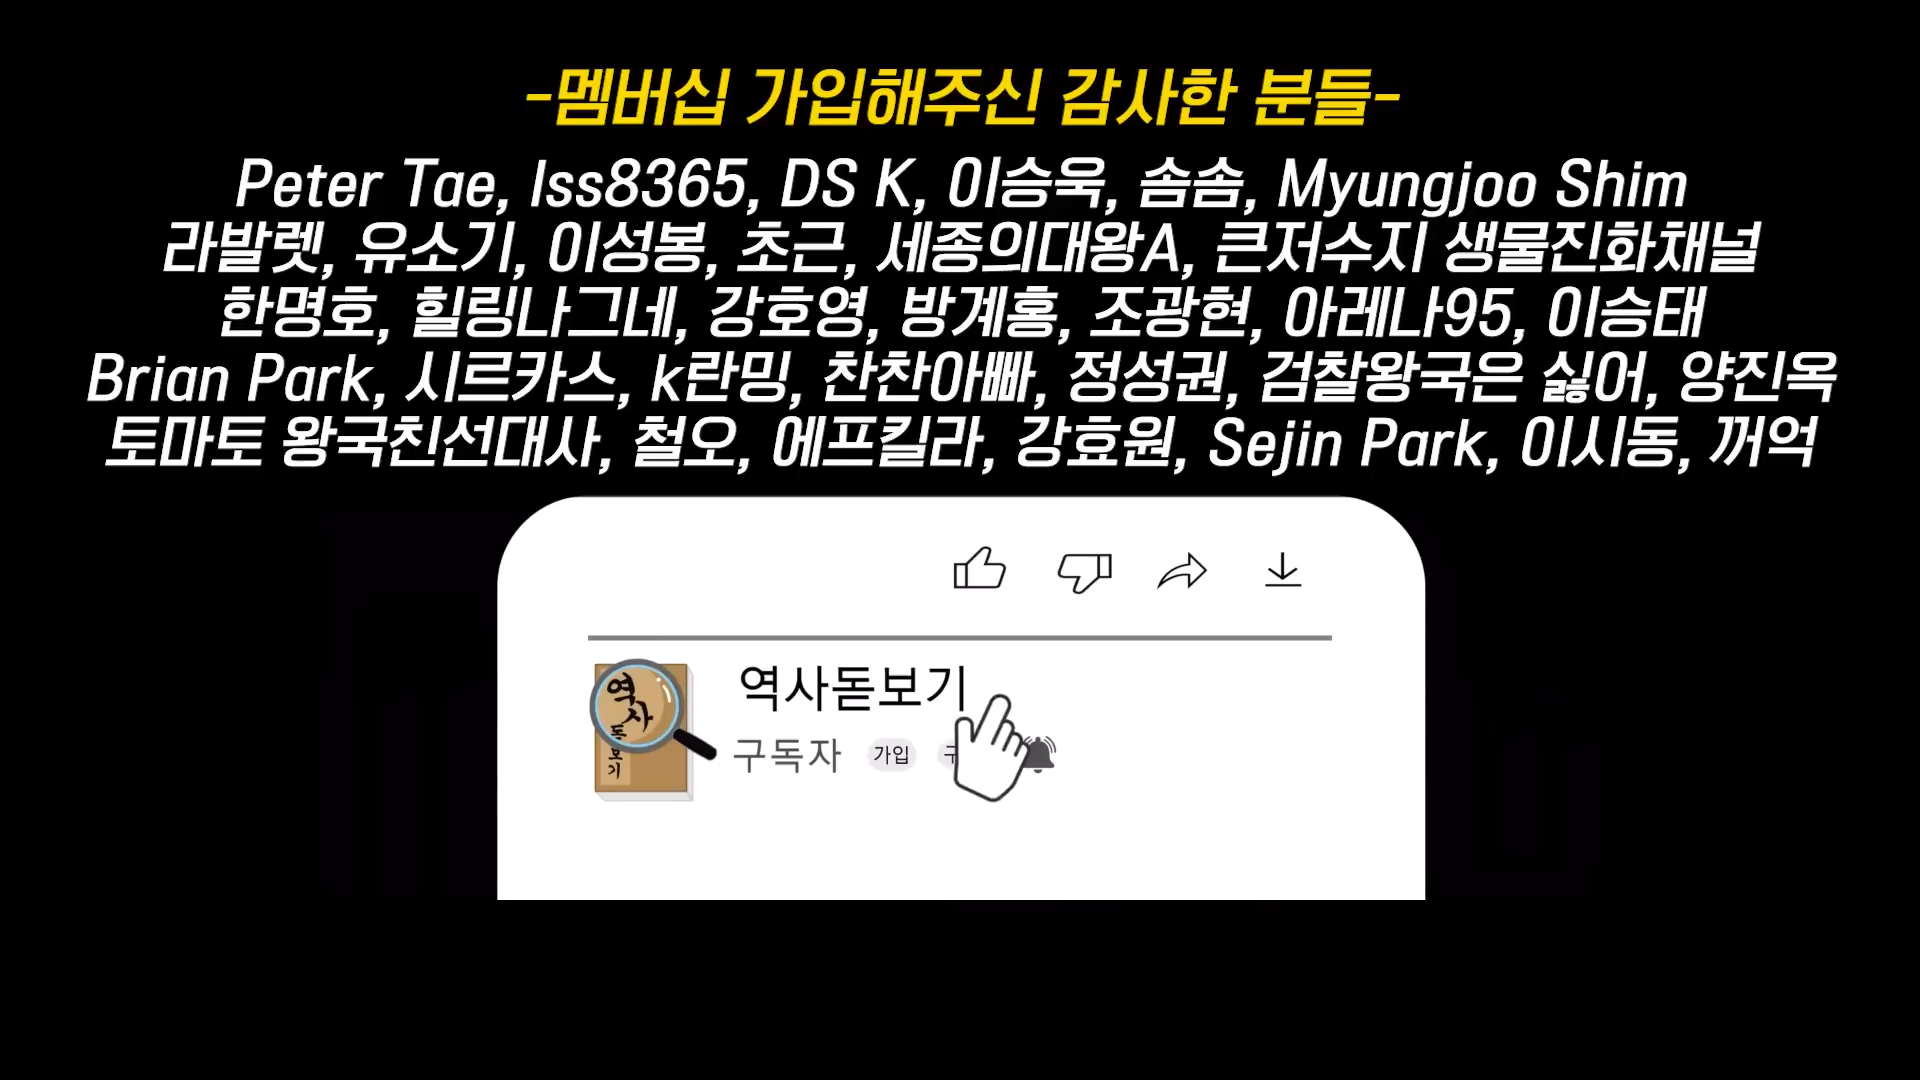 -멤버십 가입해주신 감사한 분들-
Peter Tae, Iss8365, DS K, 이승욱, 솜솜, Myungjoo Shim
라발렛, 유소기, 이성봉, 초근, 세종의대왕A, 큰저수지 생물진화채널
한명호, 힐링나그네, 강호영, 방계홍, 조광현, 아레나95, 이승태
Brian Park, 시르카스, k란밍, 찬찬아빠, 정성권, 검찰왕국은 싫어, 양진옥
토마토 왕국친선대사, 철오, 에프킬라, 강효원, Sejin Park, 이시동, 꺼억
역사돋보기
역사돋보기
구독자 가입 구